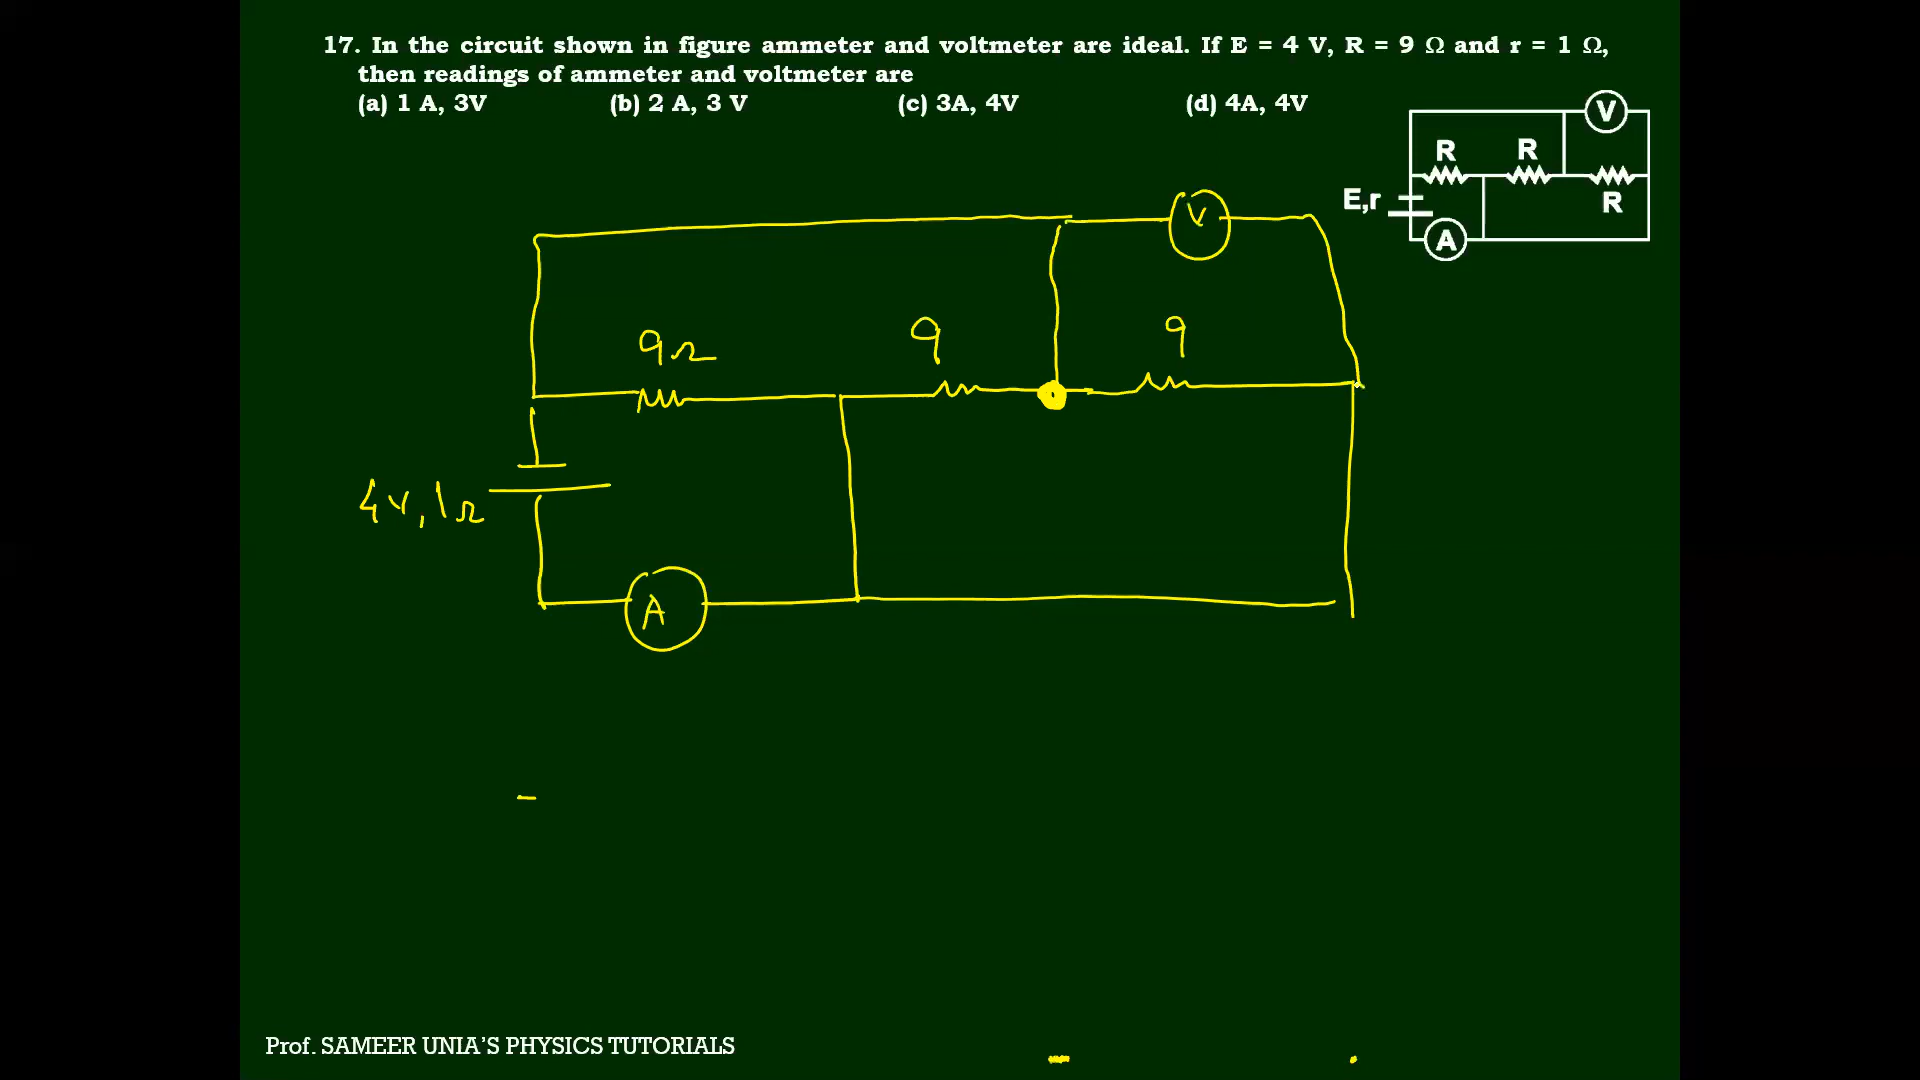 17. In the circuit shown in figure ammeter and voltmeter are ideal. If E = 4 V, R = 9 Ω and r = 1 Ω,
then readings of ammeter and voltmeter are
(a) 1 A, 3V (b) 2 A, 3 V (c) 3A, 4V (d) 4A, 4V
V
R R
E,r R
A
V
9Ω 9 9
4V, 1Ω
A
Prof. SAMEER UNIA'S PHYSICS TUTORIALS